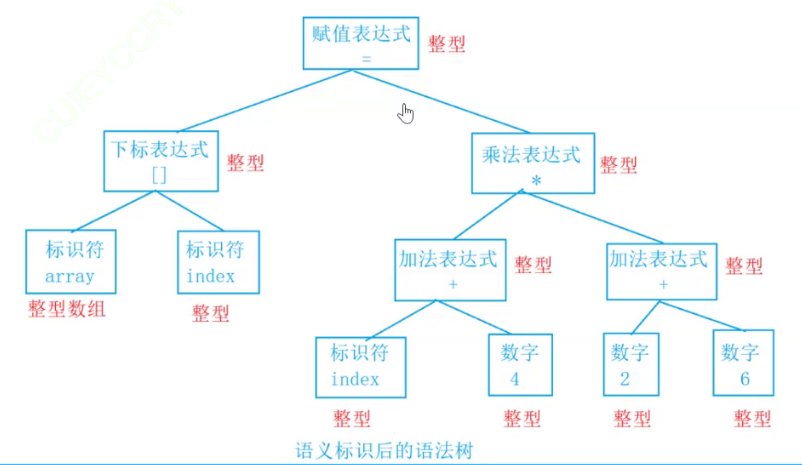 CUIEYCCRY
赋值表达式 整型
=
下标表达式 整型
[]
乘法表达式 整型
*
标识符
array
整型数组
标识符
index
整型
加法表达式 整型
+
加法表达式 整型
+
标识符
index
整型
数字
4
整型
数字
2
整型
数字
6
整型
语义标识后的语法树